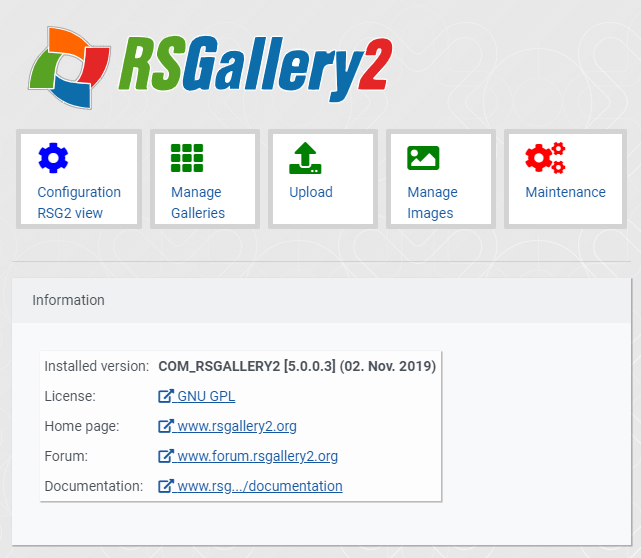 RSGallery2
Configuration
RSG2 view
Manage
Galleries
Upload
Manage
Images
Maintenance
Information
Installed version: COM_RSGALLERY2 [5.0.0.3] (02. Nov. 2019)
License: GNU GPL
Home page: www.rsgallery2.org
Forum: www.forum.rsgallery2.org
Documentation: www.rsg.../documentation